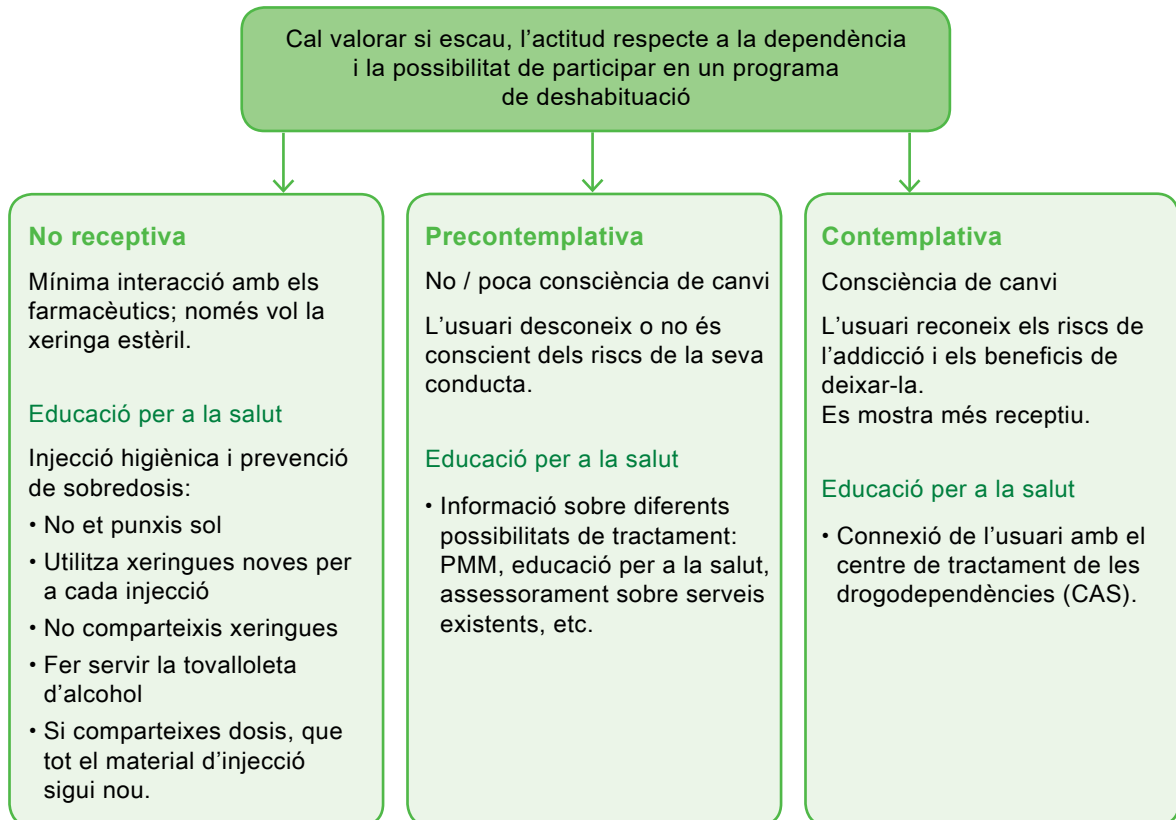 Cal valorar si escau, l’actitud respecte a la dependència
i la possibilitat de participar en un programa
de deshabituació
No receptiva
Mínima interacció amb els
farmacèutics; només vol la
xeringa estèril.
Educació per a la salut
Injecció higiènica i prevenció
de sobredosis:
• No et punxis sol
• Utilitza xeringues noves per
a cada injecció
• No comparteixis xeringues
• Fer servir la tovalloleta
d’alcohol
• Si comparteixes dosis, que
tot el material d’injecció
sigui nou.
Precontemplativa
No / poca consciència de canvi
L’usuari desconeix o no és
conscient dels riscs de la seva
conducta.
Educació per a la salut
• Informació sobre diferents
possibilitats de tractament:
PMM, educació per a la salut,
assessorament sobre serveis
existents, etc.
Contemplativa
Consciència de canvi
L’usuari reconeix els riscs de
l’addicció i els beneficis de
deixar-la.
Es mostra més receptiu.
Educació per a la salut
• Connexió de l’usuari amb el
centre de tractament de les
drogodependències (CAS).